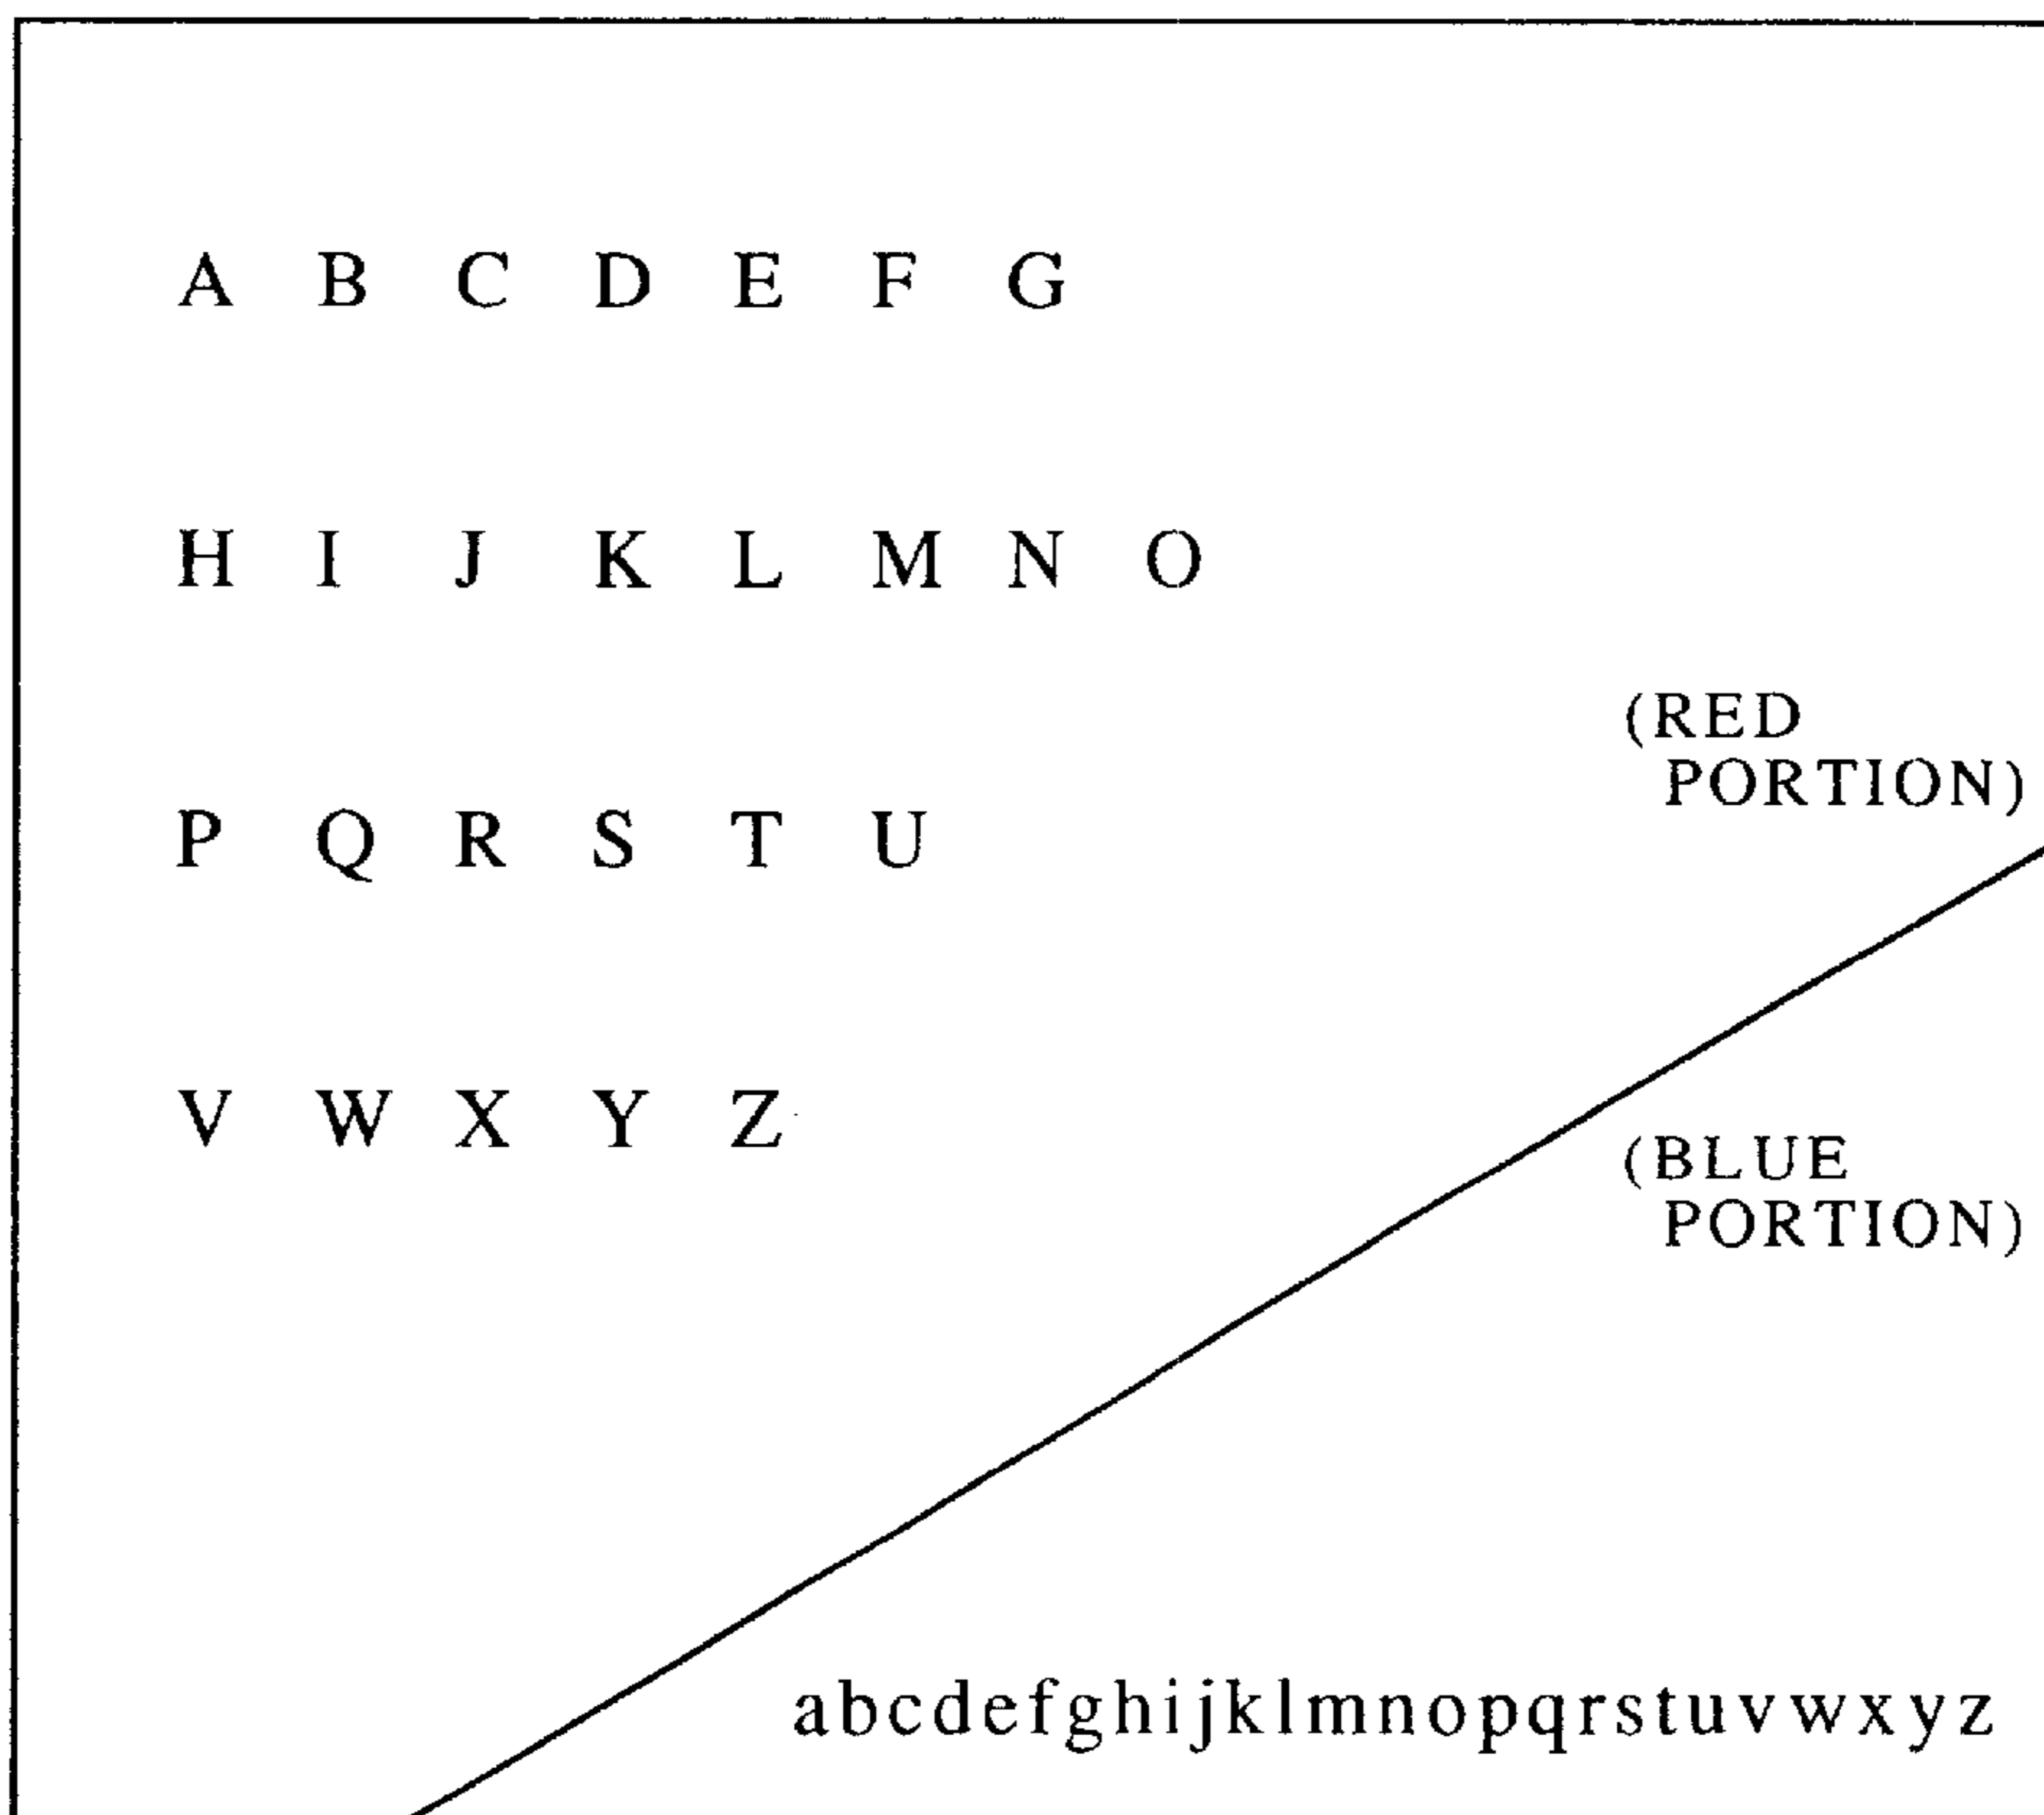 A B C D E F G
H I J K L M N O
(RED
PORTION)
P Q R S T U
V W X Y Z
(BLUE
PORTION)
abcdefghijklmnopqrstuvwxyz